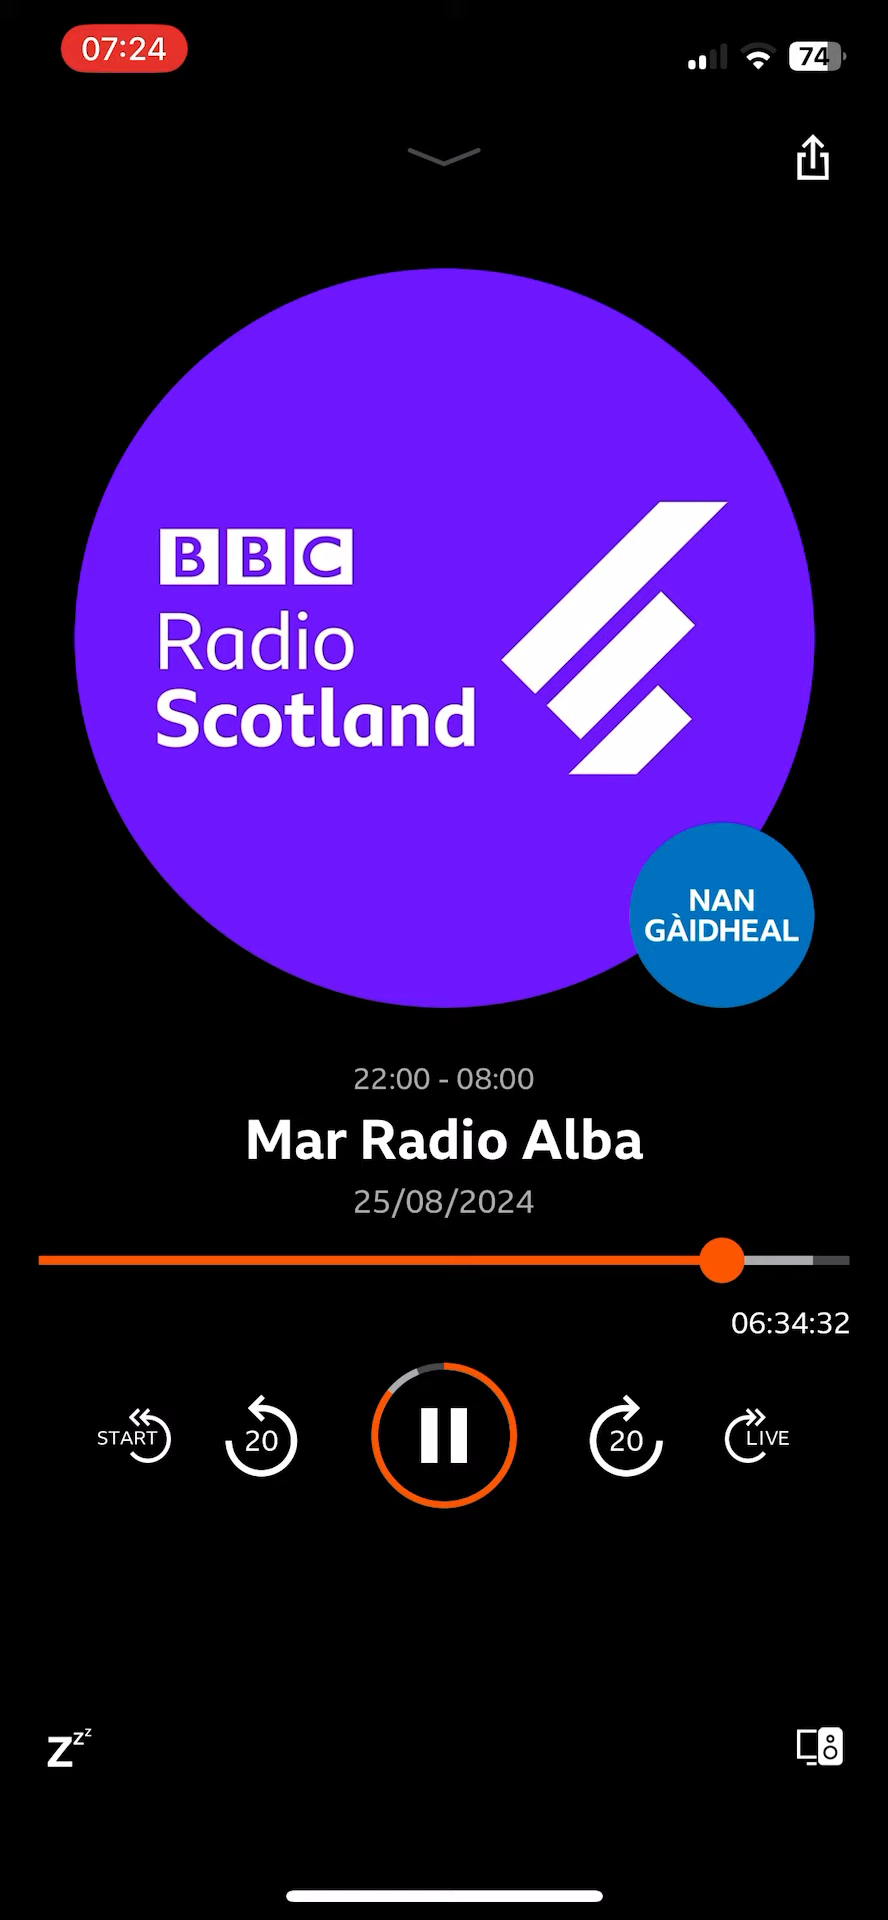 07:24
74
BBC
Radio
Scotland
NAN
GÀIDHEAL
22:00 - 08:00
Mar Radio Alba
25/08/2024
06:34:32
START
20
20
LIVE
Zzz